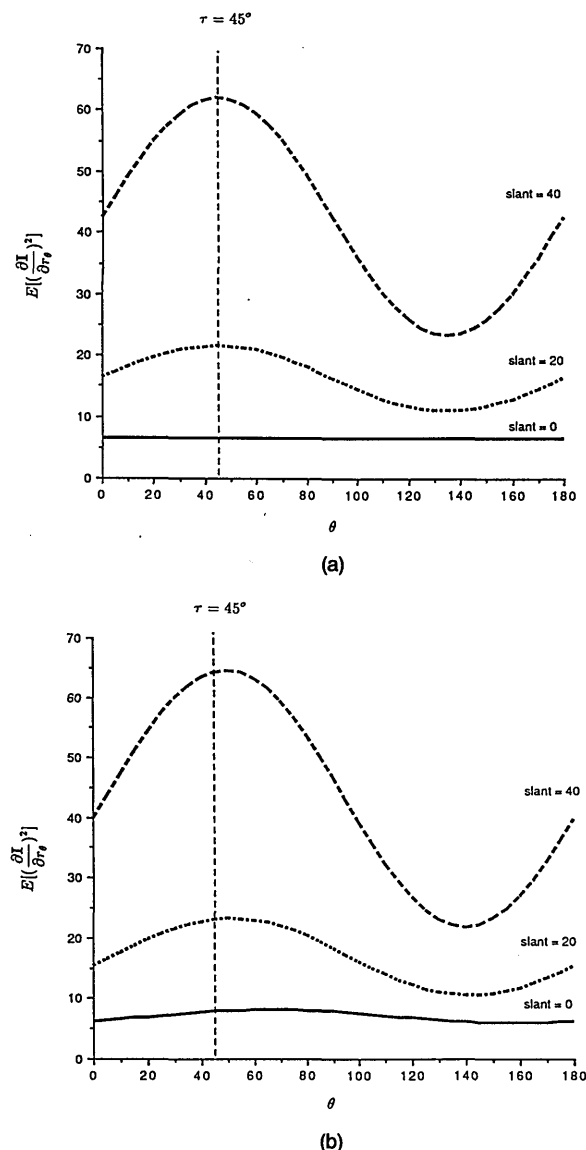 τ = 45°
70
60
50
40
30
20
10
0
E[(∂I/∂r_θ)²]
slant = 40
slant = 20
slant = 0
0 20 40 60 80 100 120 140 160 180
θ
(a)
τ = 45°
70
60
50
40
30
20
10
0
E[(∂I/∂r_θ)²]
slant = 40
slant = 20
slant = 0
0 20 40 60 80 100 120 140 160 180
θ
(b)